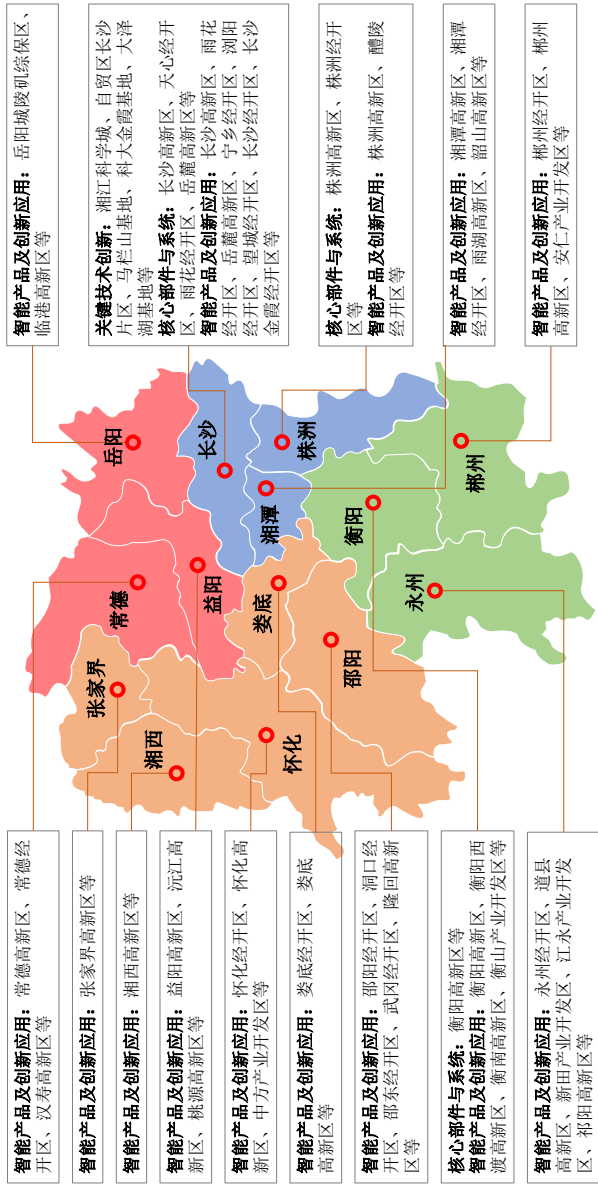 智能产品及创新应用：常德高新区、常德经
开区、汉寿高新区等
智能产品及创新应用：张家界高新区等
智能产品及创新应用：湘西高新区等
智能产品及创新应用：益阳高新区、沅江高
新区、桃源高新区等
智能产品及创新应用：怀化经开区、怀化高
新区、中方产业开发区等
智能产品及创新应用：娄底经开区、娄底
高新区等
智能产品及创新应用：邵阳经开区、洞口经
开区、邵东经开区、武冈经开区、隆回高新
区等
核心部件与系统：衡阳高新区等
智能产品及创新应用：衡阳高新区、衡阳西
渡高新区、衡南高新区、衡山产业开发区等
智能产品及创新应用：永州经开区、道县
高新区、新田产业开发区、江永产业开发
区、祁阳高新区等
岳阳
常德
张家界
益阳
长沙
湘西
湘潭
株洲
娄底
怀化
邵阳
衡阳
永州
郴州
智能产品及创新应用：岳阳城陵矶综保区、
临港高新区等
关键技术创新：湘江科学城、自贸区长沙
片区、马栏山基地、科大金霞基地、大泽
湖基地等
核心部件与系统：长沙高新区、天心经开
区、雨花经开区、岳麓高新区等
智能产品及创新应用：长沙高新区、雨花
经开区、岳麓高新区、宁乡经开区、浏阳
经开区、望城经开区、长沙经开区、长沙
金霞经开区等
核心部件与系统：株洲高新区、株洲经开
区等
智能产品及创新应用：株洲高新区、醴陵
经开区等
智能产品及创新应用：湘潭高新区、湘潭
经开区、雨湖高新区、韶山高新区等
智能产品及创新应用：郴州经开区、郴州
高新区、安仁产业开发区等